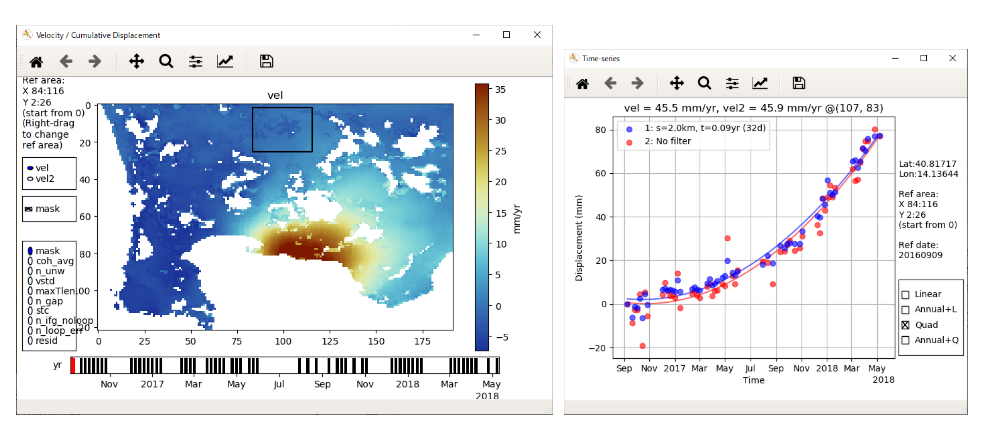 Velocity / Cumulative Displacement
Ref area:
X 84:116
Y 2:26
(start from 0)
(Right-drag
to change
ref area)
vel
vel2
mask
mask
coh_avg
n_unw
vstd
maxTlen
n_gap
stc
n_ifg_noloop
n_loop_err
resid
vel
0
20
40
60
80
100
120
0
25
50
75
100
125
150
175
35
30
25
20
15
10
5
0
−5
mm/yr
yr
Nov
2017
Mar
May
Jul
Sep
Nov
2018
Mar
May
2018
Time-series
vel = 45.5 mm/yr, vel2 = 45.9 mm/yr @(107, 83)
1: s=2.0km, t=0.09yr (32d)
2: No filter
80
60
40
20
0
−20
Displacement (mm)
Sep
Nov
2017
Mar
May
Jul
Sep
Nov
2018
Mar
May
2018
Time
Lat:40.81717
Lon:14.13644
Ref area:
X 84:116
Y 2:26
(start from 0)
Ref date:
20160909
Linear
Annual+L
Quad
Annual+Q